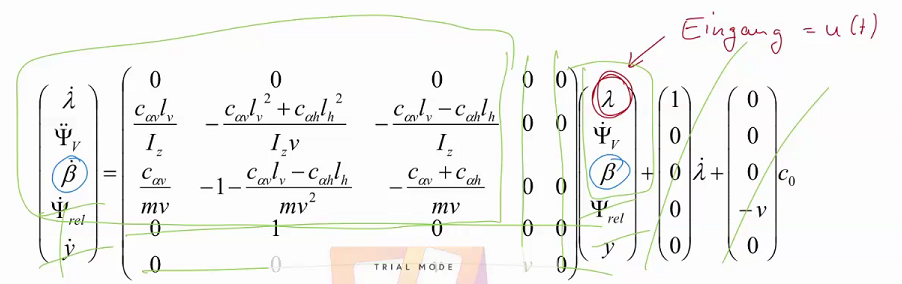 Eingang = u(t)
$$\begin{pmatrix} \dot{\lambda} \\ \ddot{\Psi}_V \\ \dot{\beta} \\ \dot{\Psi}_{rel} \\ \dot{y} \end{pmatrix} = \begin{pmatrix} 0 & 0 & 0 & 0 & 0 \\ \frac{c_{\alpha v} l_v}{I_z} & -\frac{c_{\alpha v} l_v^2 + c_{\alpha h} l_h^2}{I_z v} & -\frac{c_{\alpha v} l_v - c_{\alpha h} l_h}{I_z} & 0 & 0 \\ \frac{c_{\alpha v}}{mv} & -1 - \frac{c_{\alpha v} l_v - c_{\alpha h} l_h}{mv^2} & -\frac{c_{\alpha v} + c_{\alpha h}}{mv} & 0 & 0 \\ 0 & 1 & 0 & 0 & 0 \\ 0 & 0 & & v & 0 \end{pmatrix} \begin{pmatrix} \lambda \\ \dot{\Psi}_V \\ \beta \\ \Psi_{rel} \\ y \end{pmatrix} + \begin{pmatrix} 1 \\ 0 \\ 0 \\ 0 \\ 0 \end{pmatrix} \dot{\lambda} + \begin{pmatrix} 0 \\ 0 \\ 0 \\ -v \\ 0 \end{pmatrix} c_0$$
TRIAL MODE